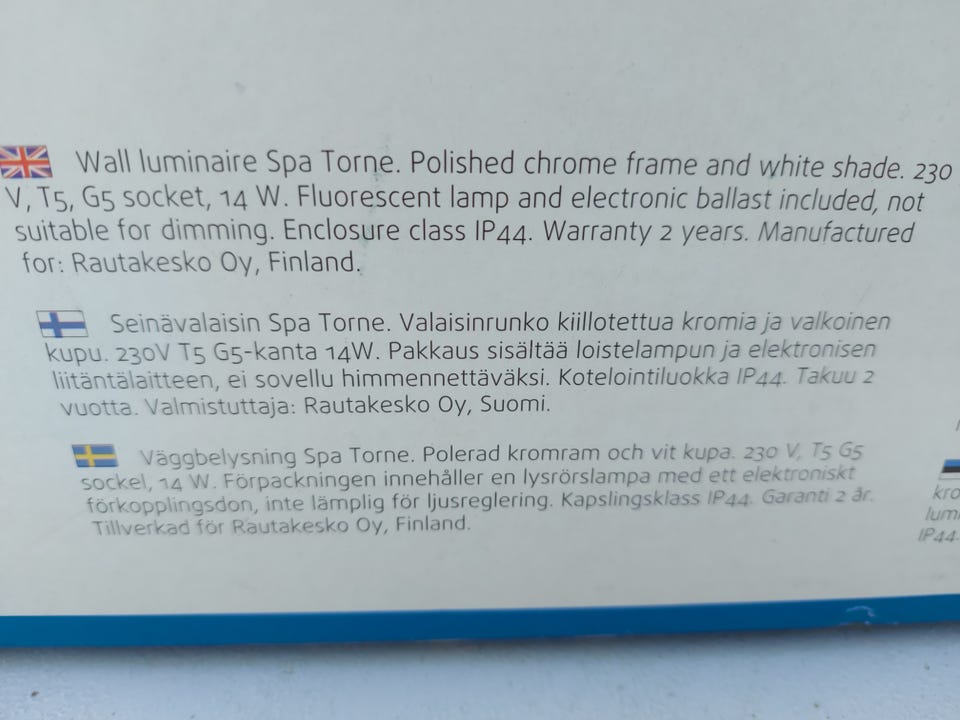 Wall luminaire Spa Torne. Polished chrome frame and white shade. 230
V, T5, G5 socket, 14 W. Fluorescent lamp and electronic ballast included, not
suitable for dimming. Enclosure class IP44. Warranty 2 years. Manufactured
for: Rautakesko Oy, Finland.
Seinävalaisin Spa Torne. Valaisinrunko kiillotettua kromia ja valkoinen
kupu. 230V T5 G5-kanta 14W. Pakkaus sisältää loistelampun ja elektronisen
liitäntälaitteen, ei sovellu himmennettäväksi. Kotelointiluokka IP44. Takuu 2
vuotta. Valmistuttaja: Rautakesko Oy, Suomi.
Väggbelysning Spa Torne. Polerad kromram och vit kupa. 230 V, T5 G5
sockel, 14 W. Förpackningen innehåller en lysrörslampa med ett elektroniskt
förkopplingsdon, inte lämplig för ljusreglering. Kapslingsklass IP44. Garanti 2 år.
Tillverkad för Rautakesko Oy, Finland.
kro
lumi
IP44.